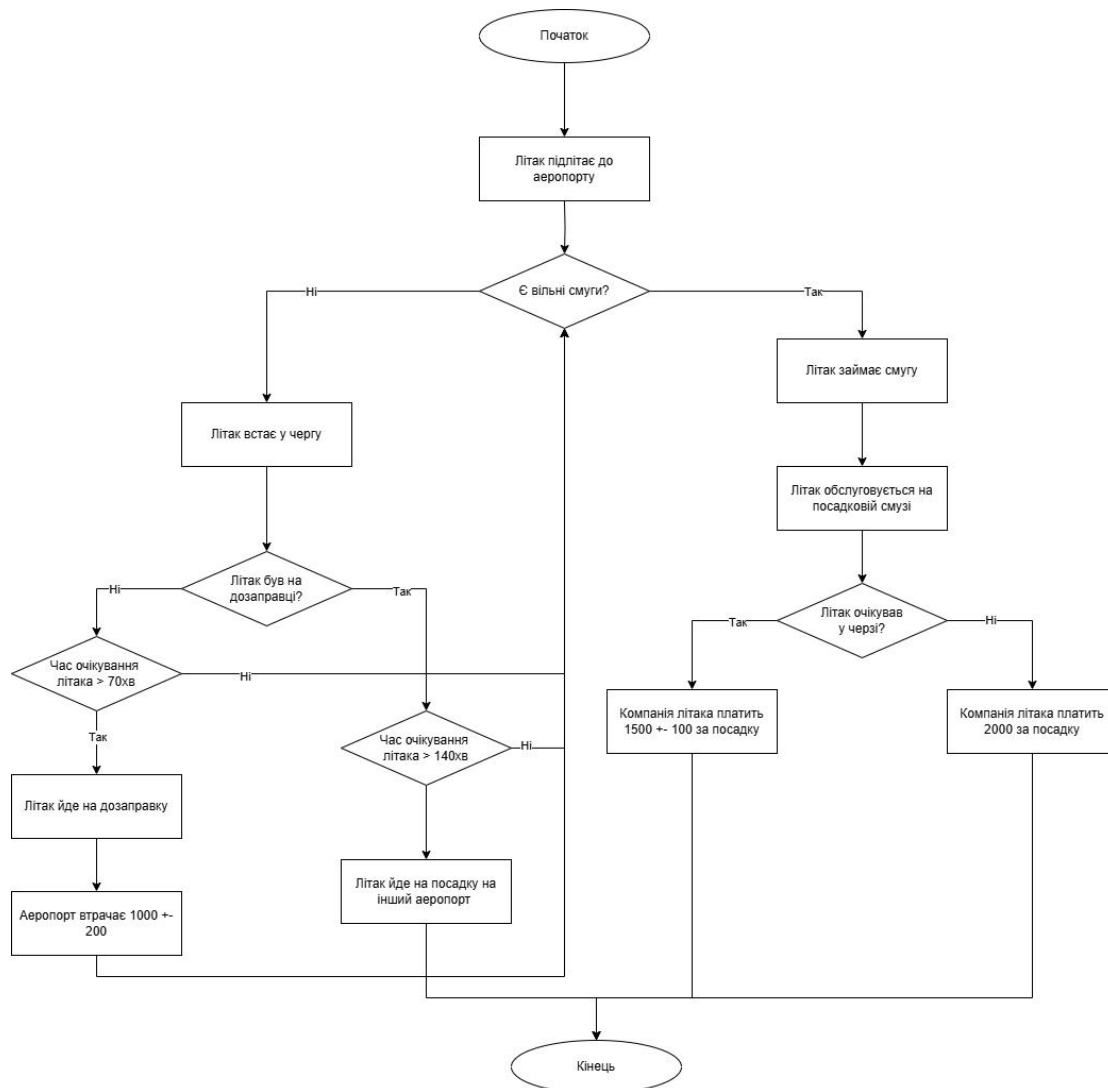 Початок
Літак підлітає до
аеропорту
Є вільні смуги?
Ні
Так
Літак займає смугу
Літак встає у чергу
Літак обслуговується на
посадковій смузі
Літак був на
дозаправці?
Ні
Так
Літак очікував
у черзі?
Так
Ні
Час очікування
літака > 70хв
Ні
Так
Компанія літака платить
1500 +- 100 за посадку
Компанія літака платить
2000 за посадку
Час очікування
літака > 140хв
Ні
Літак йде на дозаправку
Літак йде на посадку на
інший аеропорт
Аеропорт втрачає 1000 +-
200
Кінець